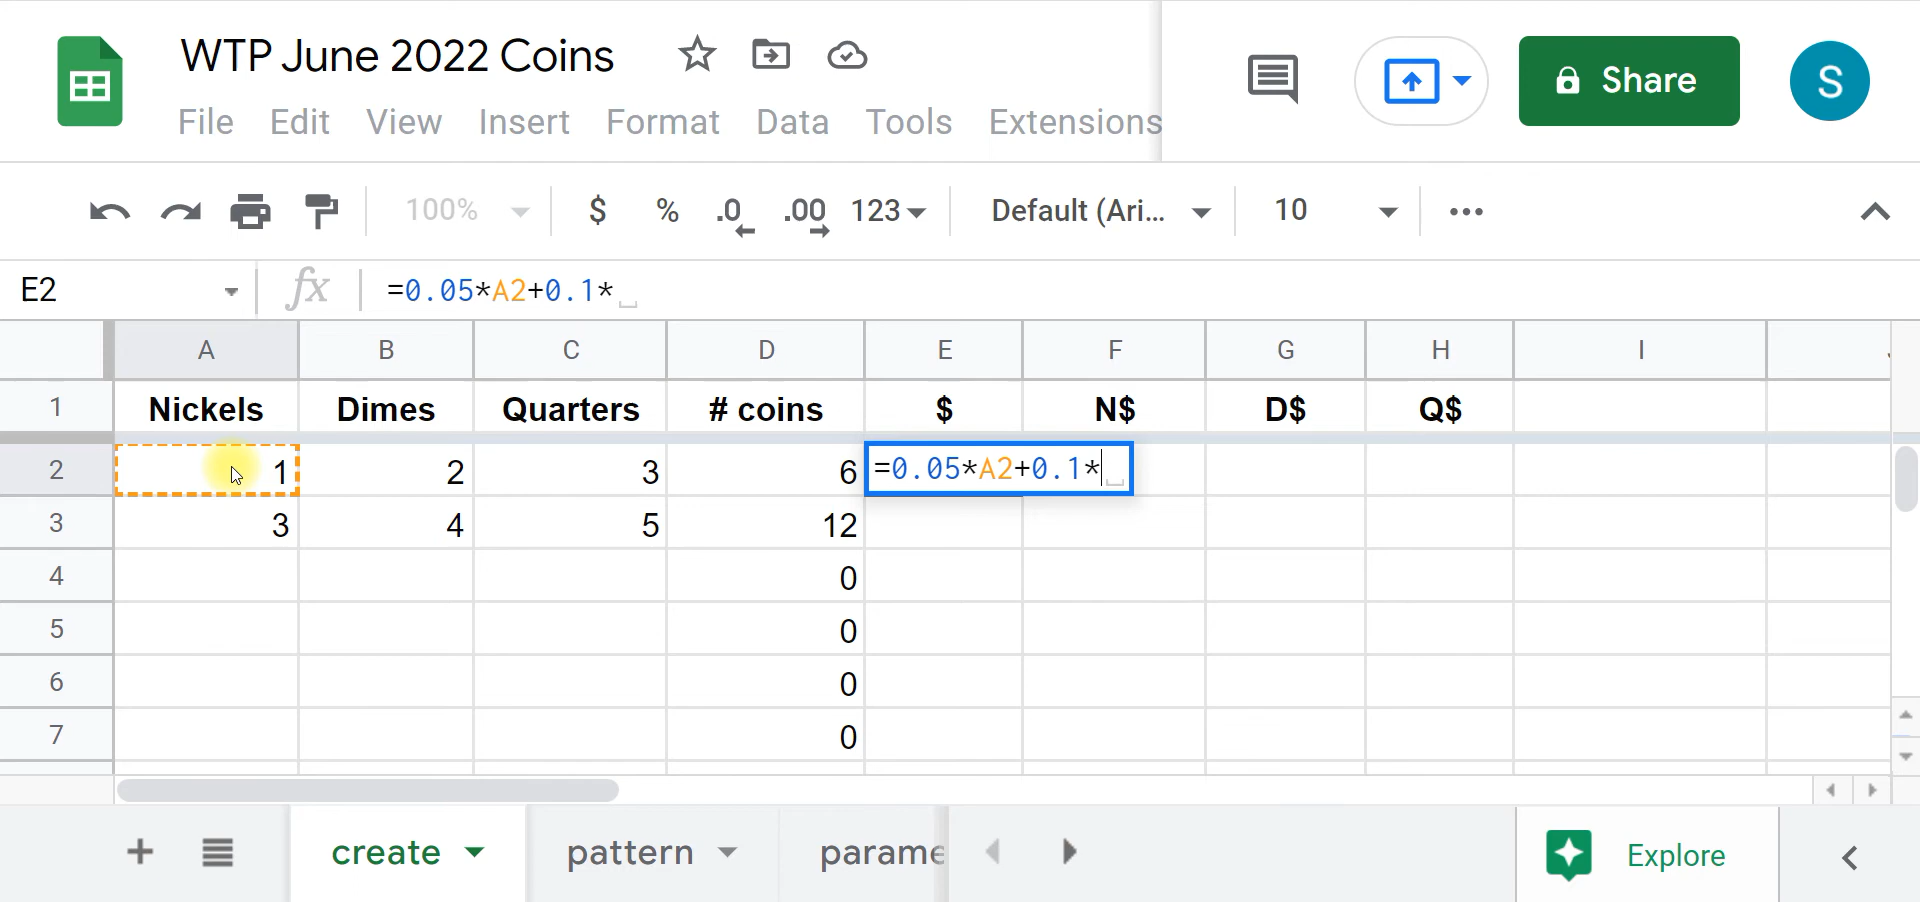 WTP June 2022 Coins
Share
S
File Edit View Insert Format Data Tools Extensions
100% $ % .0 .00 123 Default (Ari... 10
E2 fx =0.05*A2+0.1*
A B C D E F G H I
1 Nickels Dimes Quarters # coins $ N$ D$ Q$
2 1 2 3 6 =0.05*A2+0.1*
3 3 4 5 12
4 0
5 0
6 0
7 0
create pattern parame
Explore